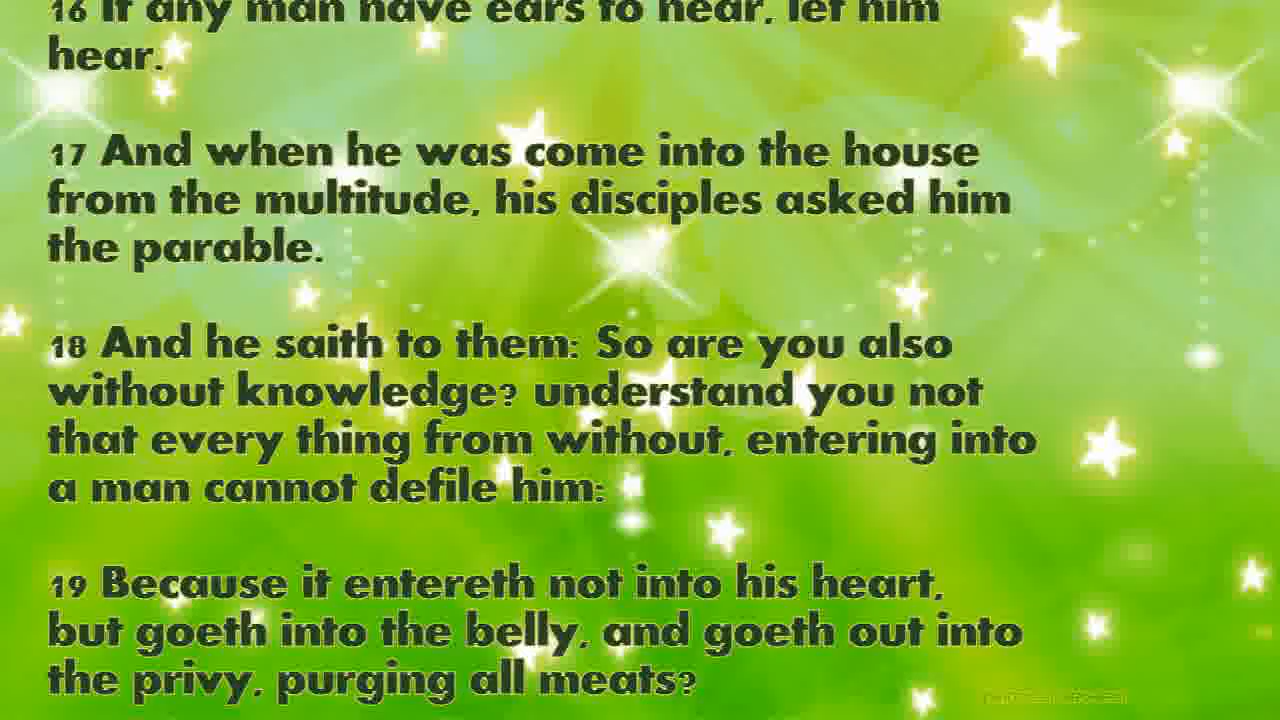 16 If any man have ears to hear, let him
hear.
17 And when he was come into the house
from the multitude, his disciples asked him
the parable.
18 And he saith to them: So are you also
without knowledge? understand you not
that every thing from without, entering into
a man cannot defile him:
19 Because it entereth not into his heart,
but goeth into the belly, and goeth out into
the privy, purging all meats?